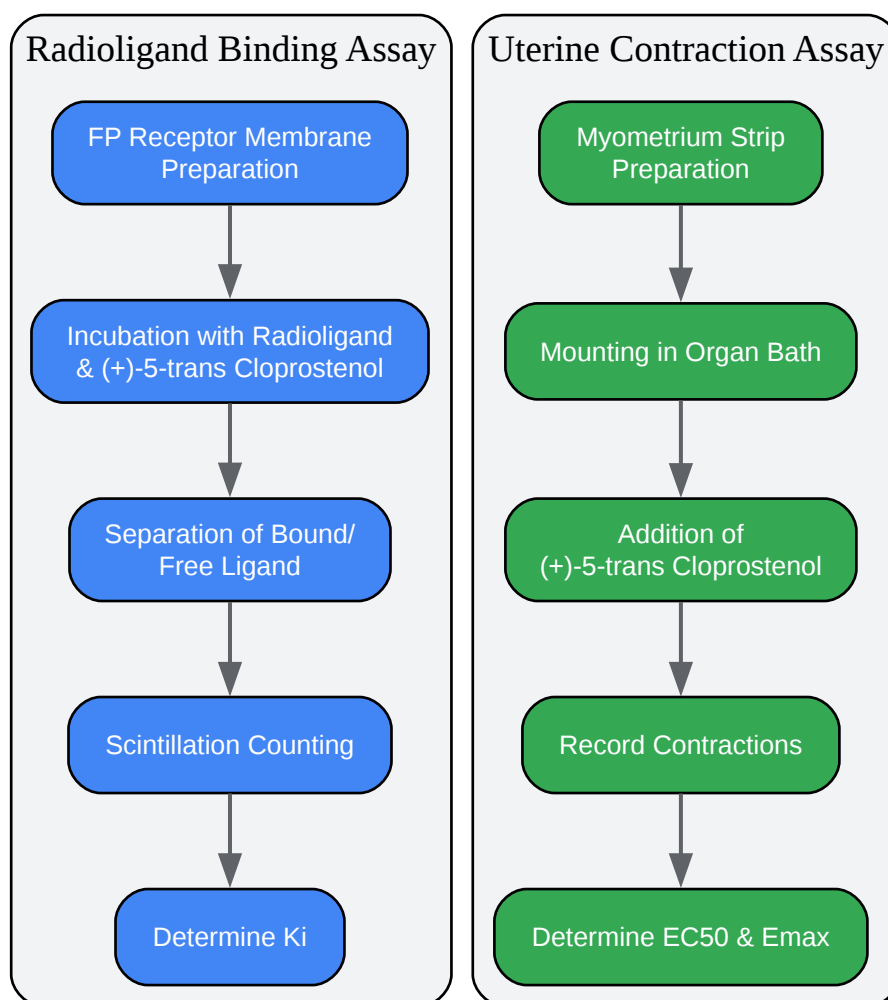 Radioligand Binding Assay
FP Receptor Membrane
Preparation
Incubation with Radioligand
& (+)-5-trans Cloprostenol
Separation of Bound/
Free Ligand
Scintillation Counting
Determine Ki
Uterine Contraction Assay
Myometrium Strip
Preparation
Mounting in Organ Bath
Addition of
(+)-5-trans Cloprostenol
Record Contractions
Determine EC50 & Emax